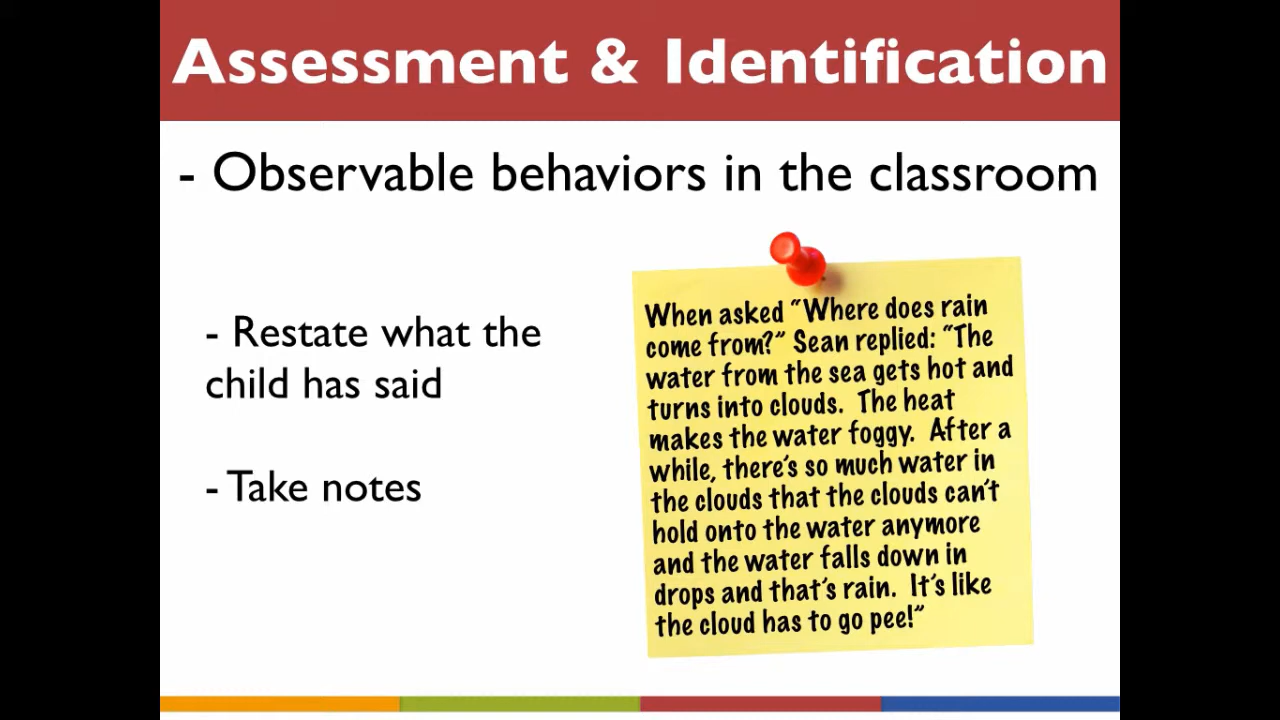 Assessment & Identification
- Observable behaviors in the classroom
- Restate what the
child has said
- Take notes
When asked “Where does rain
come from?” Sean replied: “The
water from the sea gets hot and
turns into clouds.  The heat
makes the water foggy.  After a
while, there’s so much water in
the clouds that the clouds can’t
hold onto the water anymore
and the water falls down in
drops and that’s rain.  It’s like
the cloud has to go pee!”